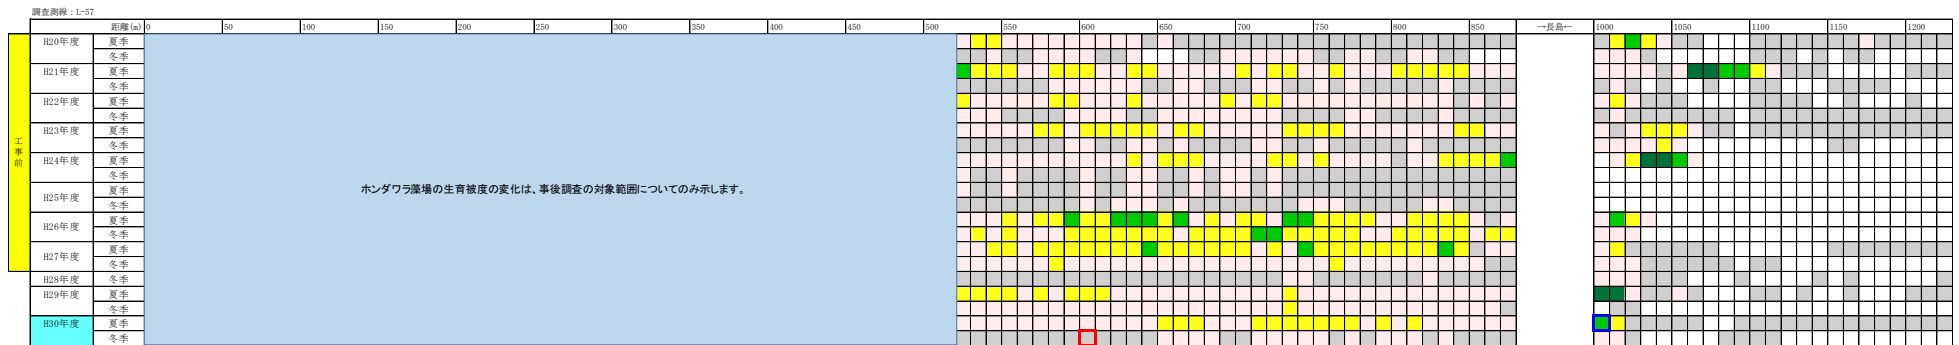 調査測線：L-57
距離(m) 0 50 100 150 200 250 300 350 400 450 500 550 600 650 700 750 800 850 →長島← 1000 1050 1100 1150 1200
工事前
H20年度 夏季
冬季
H21年度 夏季
冬季
H22年度 夏季
冬季
H23年度 夏季
冬季
H24年度 夏季
冬季
H25年度 夏季
冬季
H26年度 夏季
冬季
H27年度 夏季
冬季
H28年度 冬季
H29年度 夏季
冬季
H30年度 夏季
冬季
ホンダワラ藻場の生育被度の変化は、事後調査の対象範囲についてのみ示します。